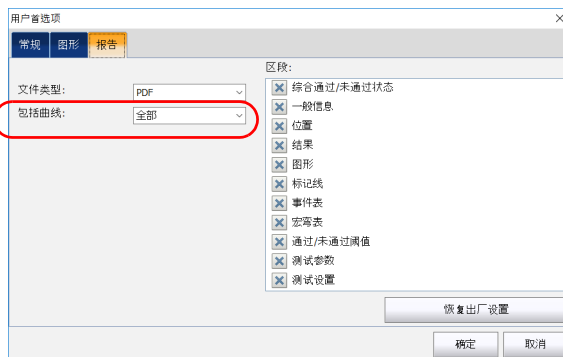 用户首选项
常规 图形 报告
文件类型: PDF
包括曲线: 全部
区段:
综合通过/未通过状态
一般信息
位置
结果
图形
标记线
事件表
宏弯表
通过/未通过阈值
测试参数
测试设置
恢复出厂设置
确定 取消